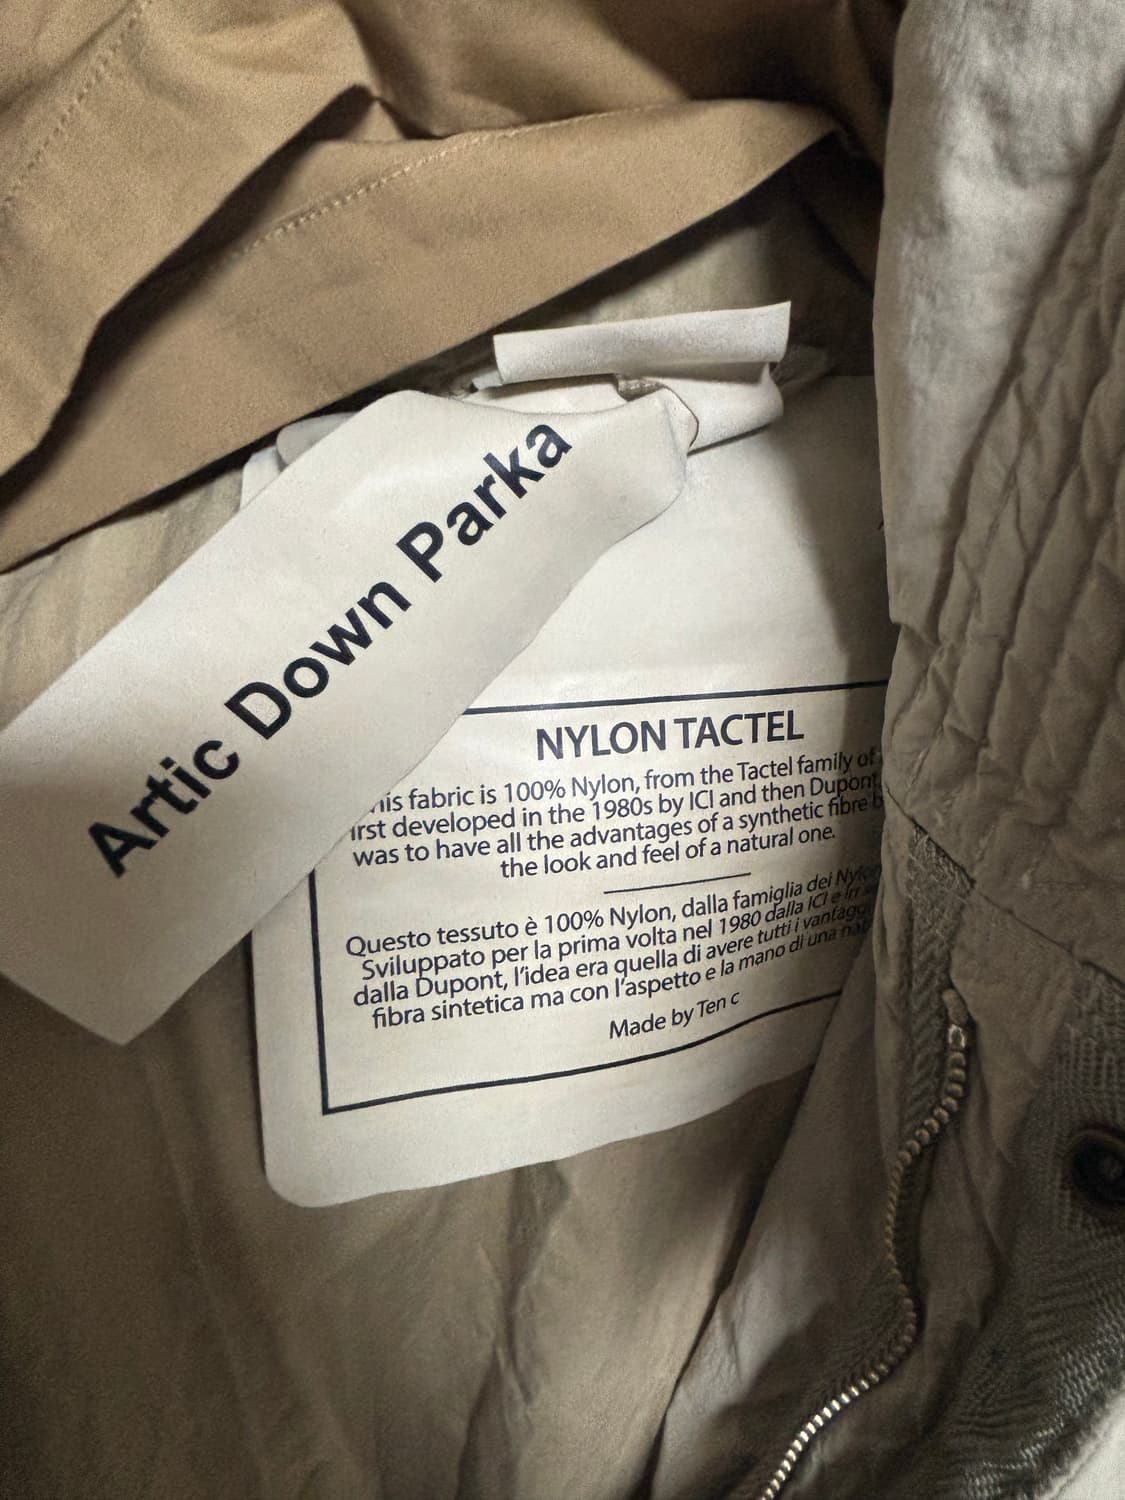 Artic Down Parka
NYLON TACTEL
fabric is 100% Nylon, from the Tactel family of
developed in the 1980s by ICI and then Dupont
was to have all the advantages of a synthetic fibre
the look and feel of a natural one.
Questo tessuto è 100% Nylon, dalla famiglia dei Nylon
Sviluppato per la prima volta nel 1980 dalla ICI e
dalla Dupont, l'idea era quella di avere tutti i vantaggi
fibra sintetica ma con l'aspetto e la mano di una
Made by Ten c